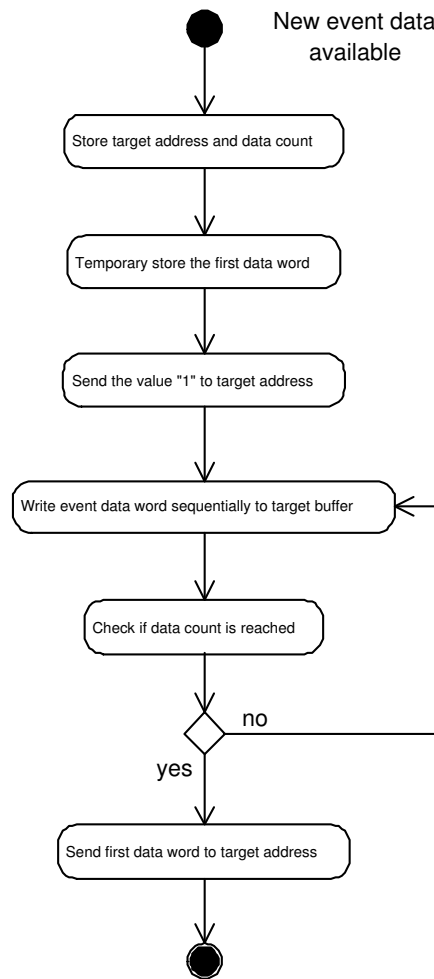 New event data
available
Store target address and data count
Temporary store the first data word
Send the value "1" to target address
Write event data word sequentially to target buffer
Check if data count is reached
no
yes
Send first data word to target address